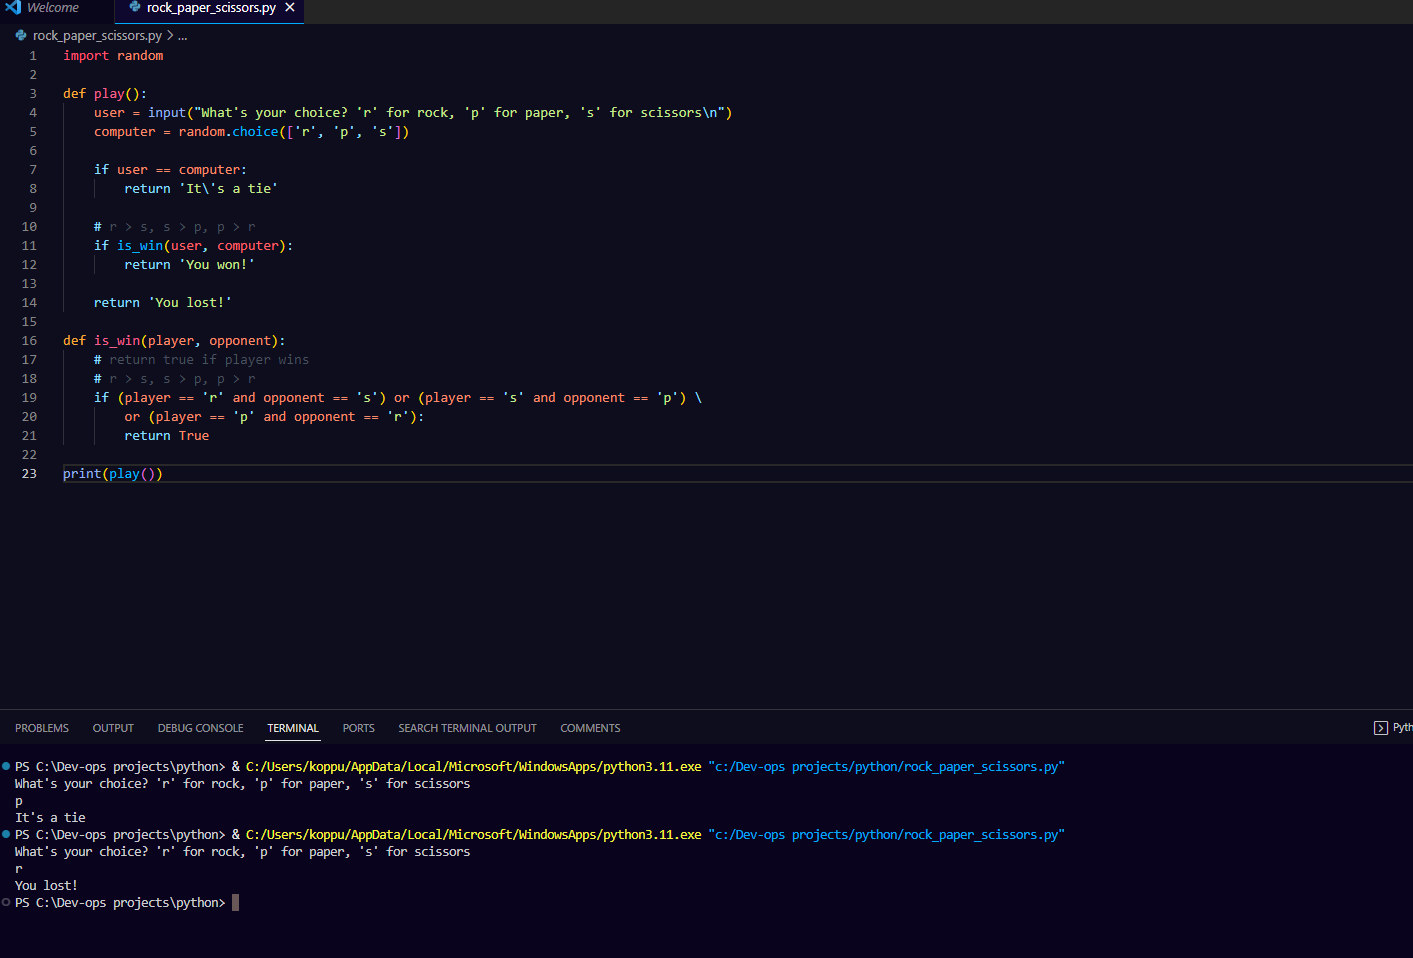 Welcome rock_paper_scissors.py
rock_paper_scissors.py > ...
1 import random
2
3 def play():
4     user = input("What's your choice? 'r' for rock, 'p' for paper, 's' for scissors\n")
5     computer = random.choice(['r', 'p', 's'])
6
7     if user == computer:
8         return 'It\'s a tie'
9
10     # r > s, s > p, p > r
11     if is_win(user, computer):
12         return 'You won!'
13
14     return 'You lost!'
15
16 def is_win(player, opponent):
17     # return true if player wins
18     # r > s, s > p, p > r
19     if (player == 'r' and opponent == 's') or (player == 's' and opponent == 'p') \
20         or (player == 'p' and opponent == 'r'):
21         return True
22
23 print(play())
PROBLEMS OUTPUT DEBUG CONSOLE TERMINAL PORTS SEARCH TERMINAL OUTPUT COMMENTS Pyth
PS C:\Dev-ops projects\python> & C:/Users/koppu/AppData/Local/Microsoft/WindowsApps/python3.11.exe "c:/Dev-ops projects/python/rock_paper_scissors.py"
What's your choice? 'r' for rock, 'p' for paper, 's' for scissors
p
It's a tie
PS C:\Dev-ops projects\python> & C:/Users/koppu/AppData/Local/Microsoft/WindowsApps/python3.11.exe "c:/Dev-ops projects/python/rock_paper_scissors.py"
What's your choice? 'r' for rock, 'p' for paper, 's' for scissors
r
You lost!
PS C:\Dev-ops projects\python>